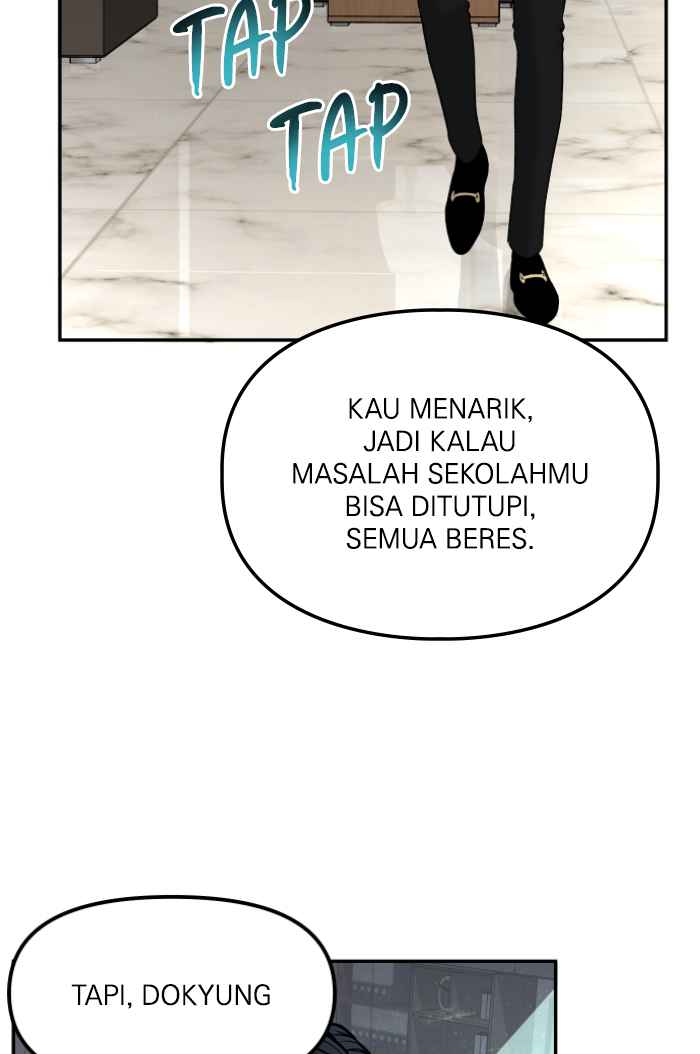 TAP
TAP
KAU MENARIK,
JADI KALAU
MASALAH SEKOLAHMU
BISA DITUTUPI,
SEMUA BERES.
TAPI, DOKYUNG